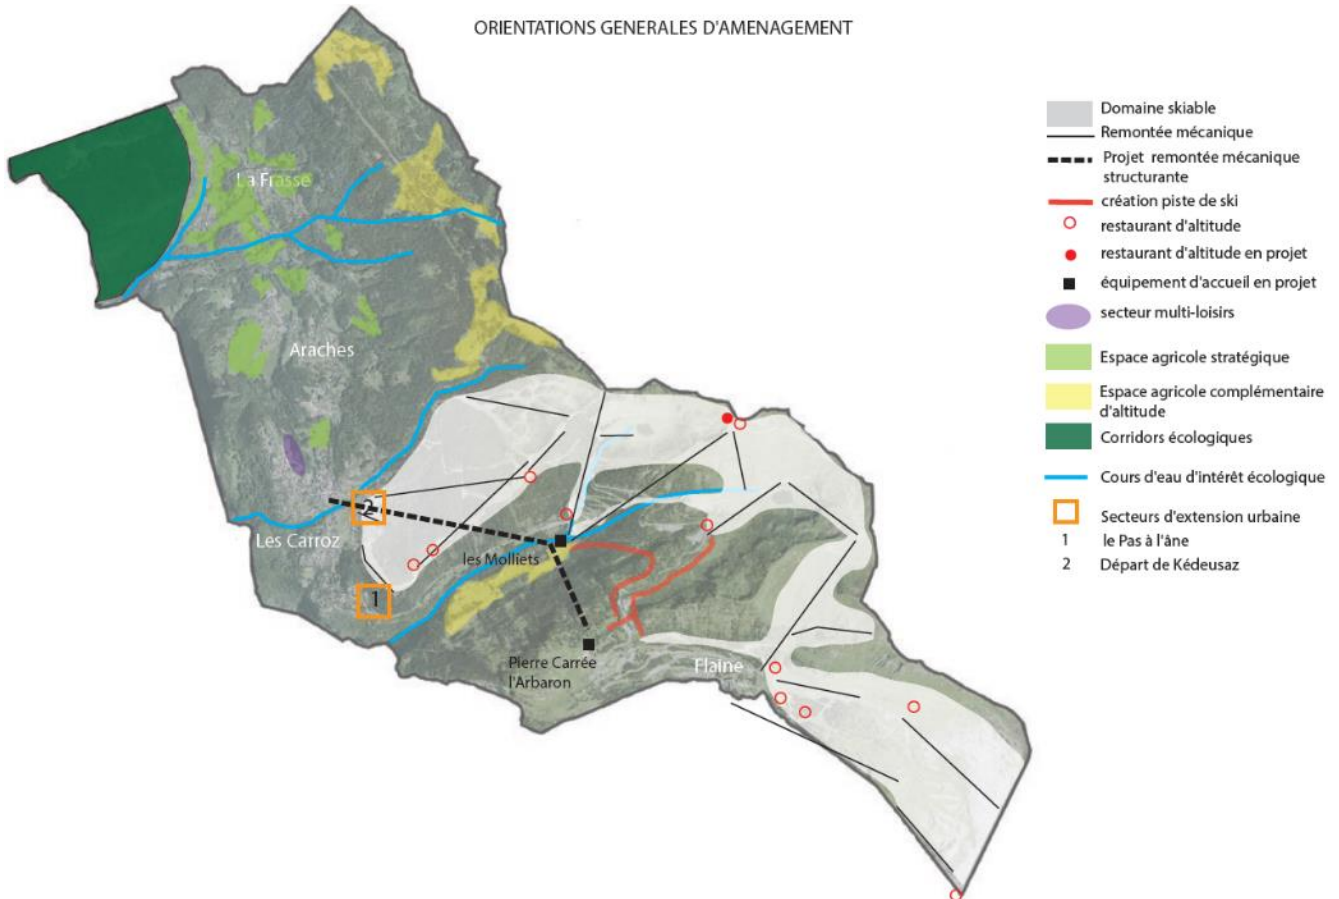 ORIENTATIONS GENERALES D'AMENAGEMENT
Domaine skiable
Remontée mécanique
Projet remontée mécanique
structurante
création piste de ski
restaurant d'altitude
restaurant d'altitude en projet
équipement d'accueil en projet
secteur multi-loisirs
Espace agricole stratégique
Espace agricole complémentaire
d'altitude
Corridors écologiques
Cours d'eau d'intérêt écologique
Secteurs d'extension urbaine
1 le Pas à l'âne
2 Départ de Kédeusaz
La Frasse
Araches
2
Les Carroz
les Molliets
1
Pierre Carrée
l'Arbaron
Flaine